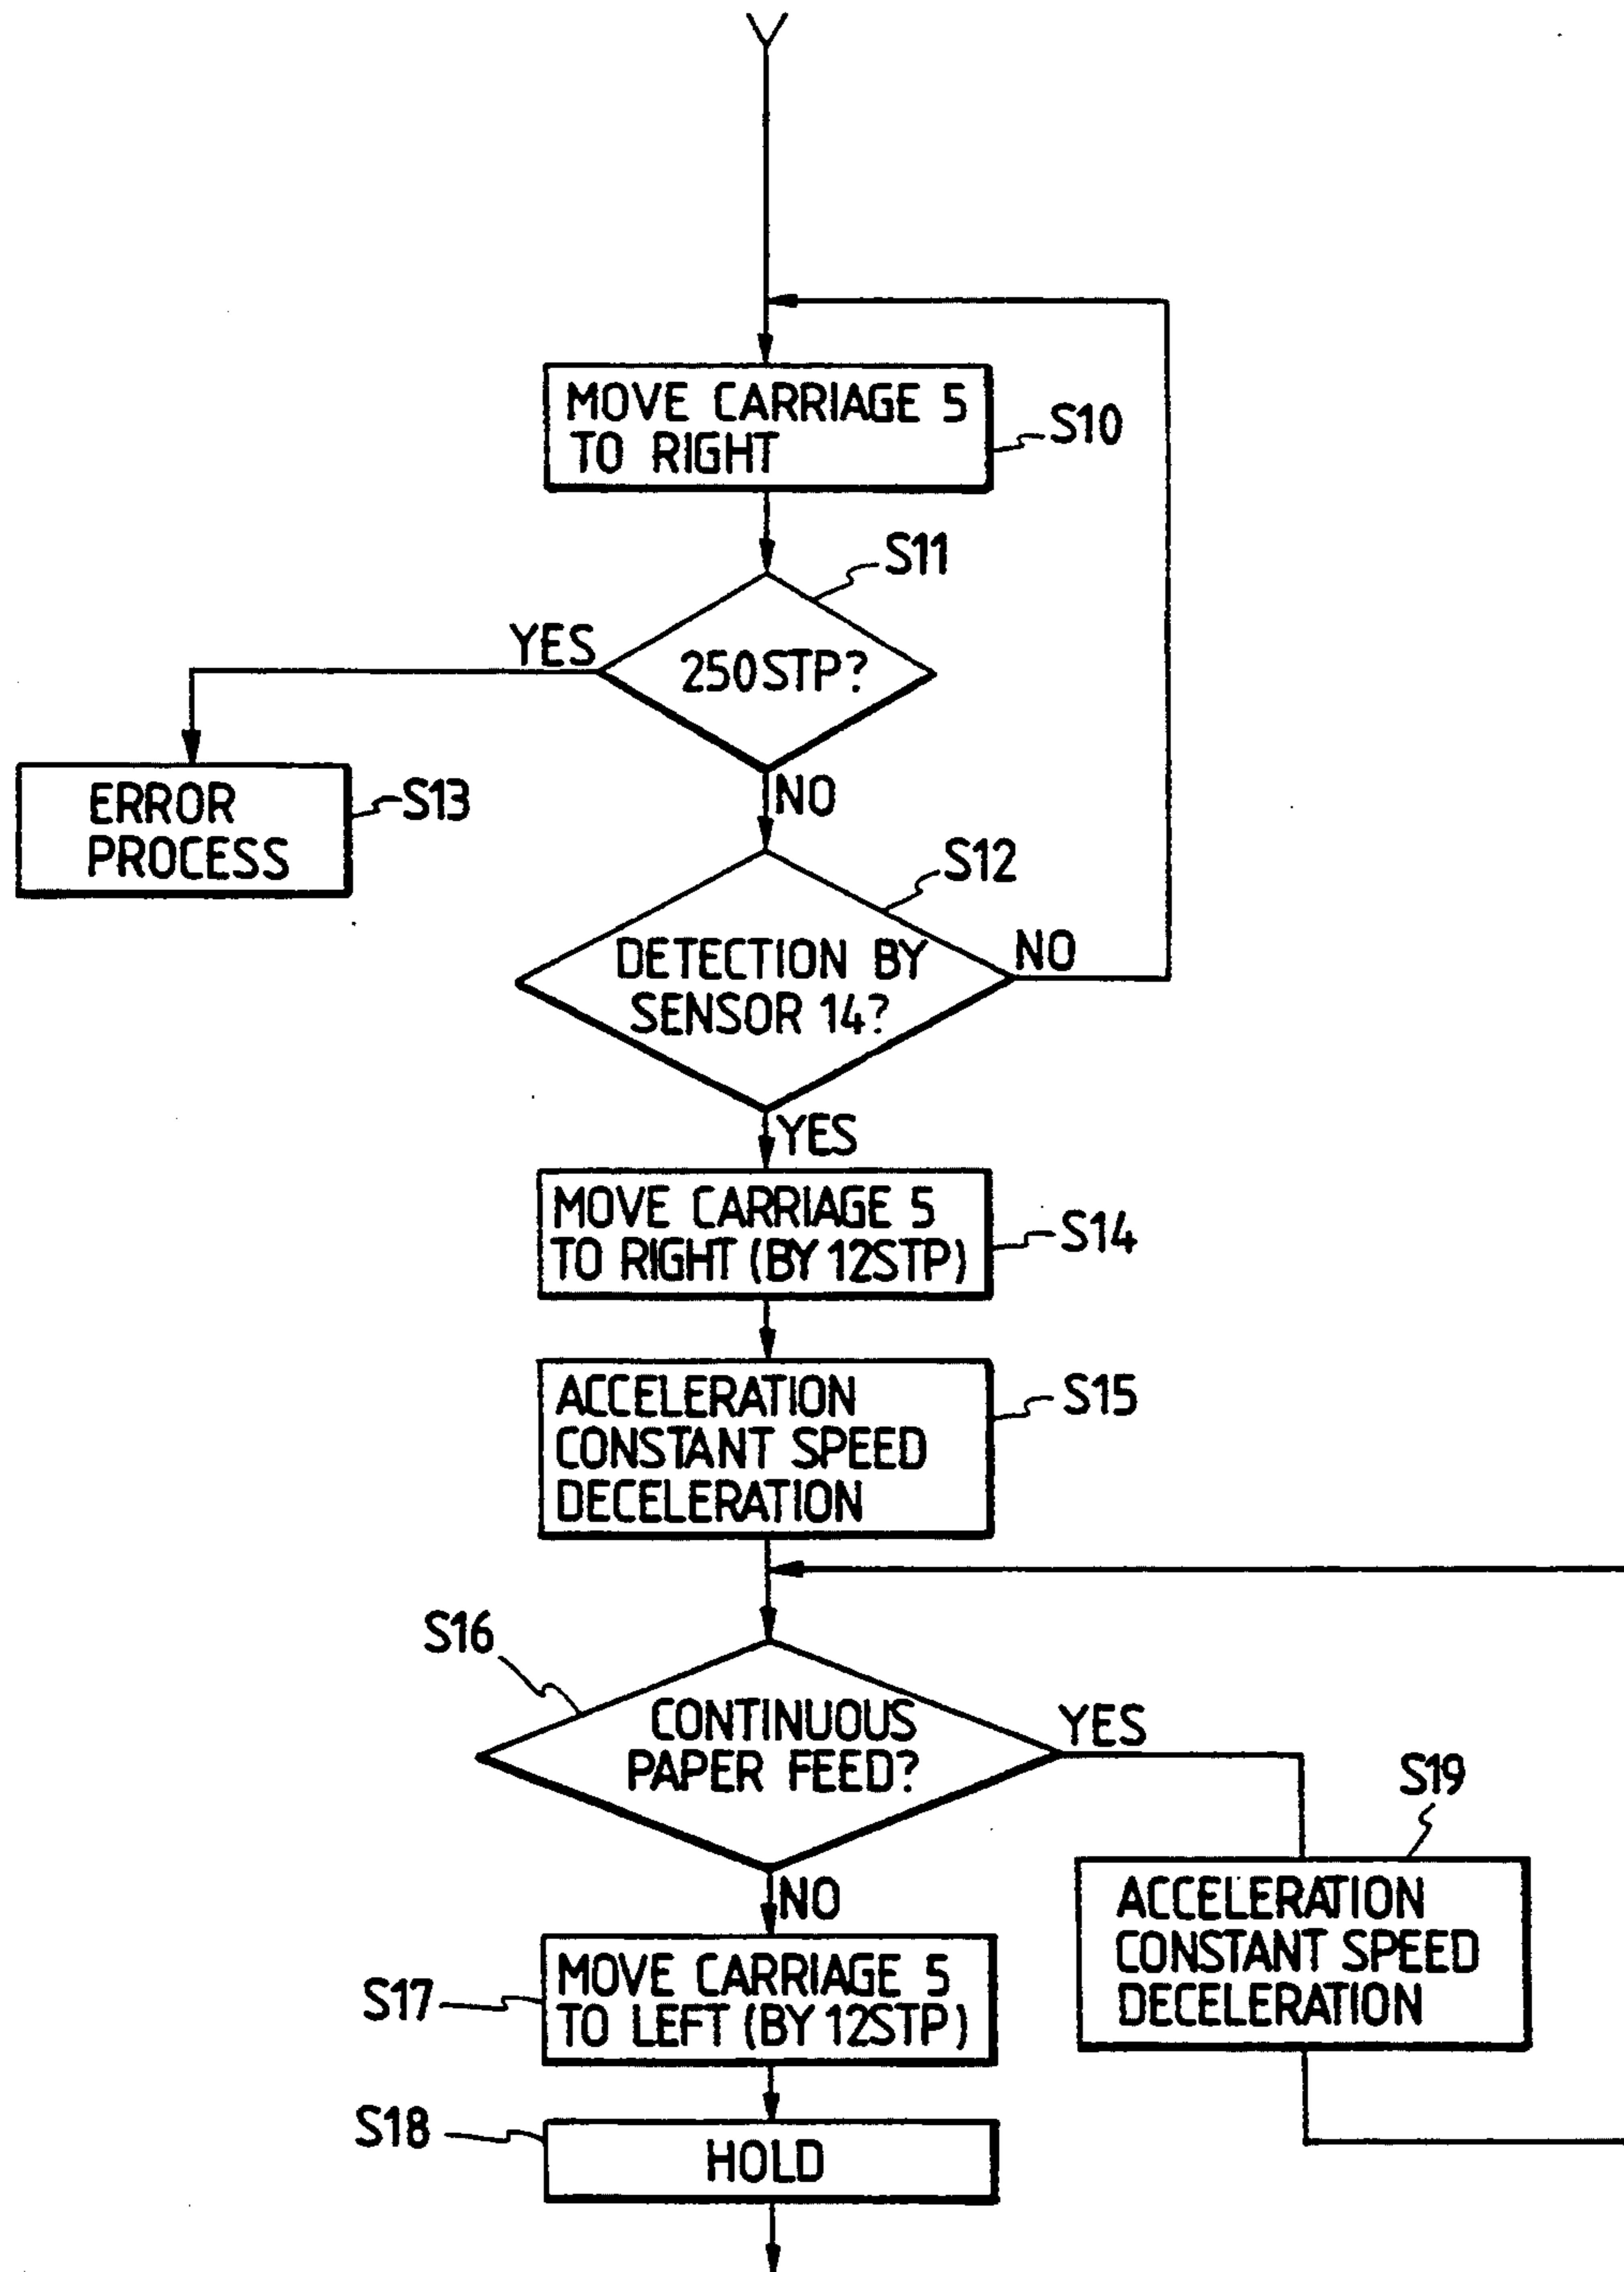 MOVE CARRIAGE 5
TO RIGHT
S10
S11
YES
250STP?
NO
ERROR
PROCESS
S13
S12
DETECTION BY
SENSOR 14?
NO
YES
MOVE CARRIAGE 5
TO RIGHT (BY 12STP)
S14
ACCELERATION
CONSTANT SPEED
DECELERATION
S15
S16
CONTINUOUS
PAPER FEED?
YES
NO
S19
ACCELERATION
CONSTANT SPEED
DECELERATION
S17
MOVE CARRIAGE 5
TO LEFT (BY 12STP)
S18
HOLD